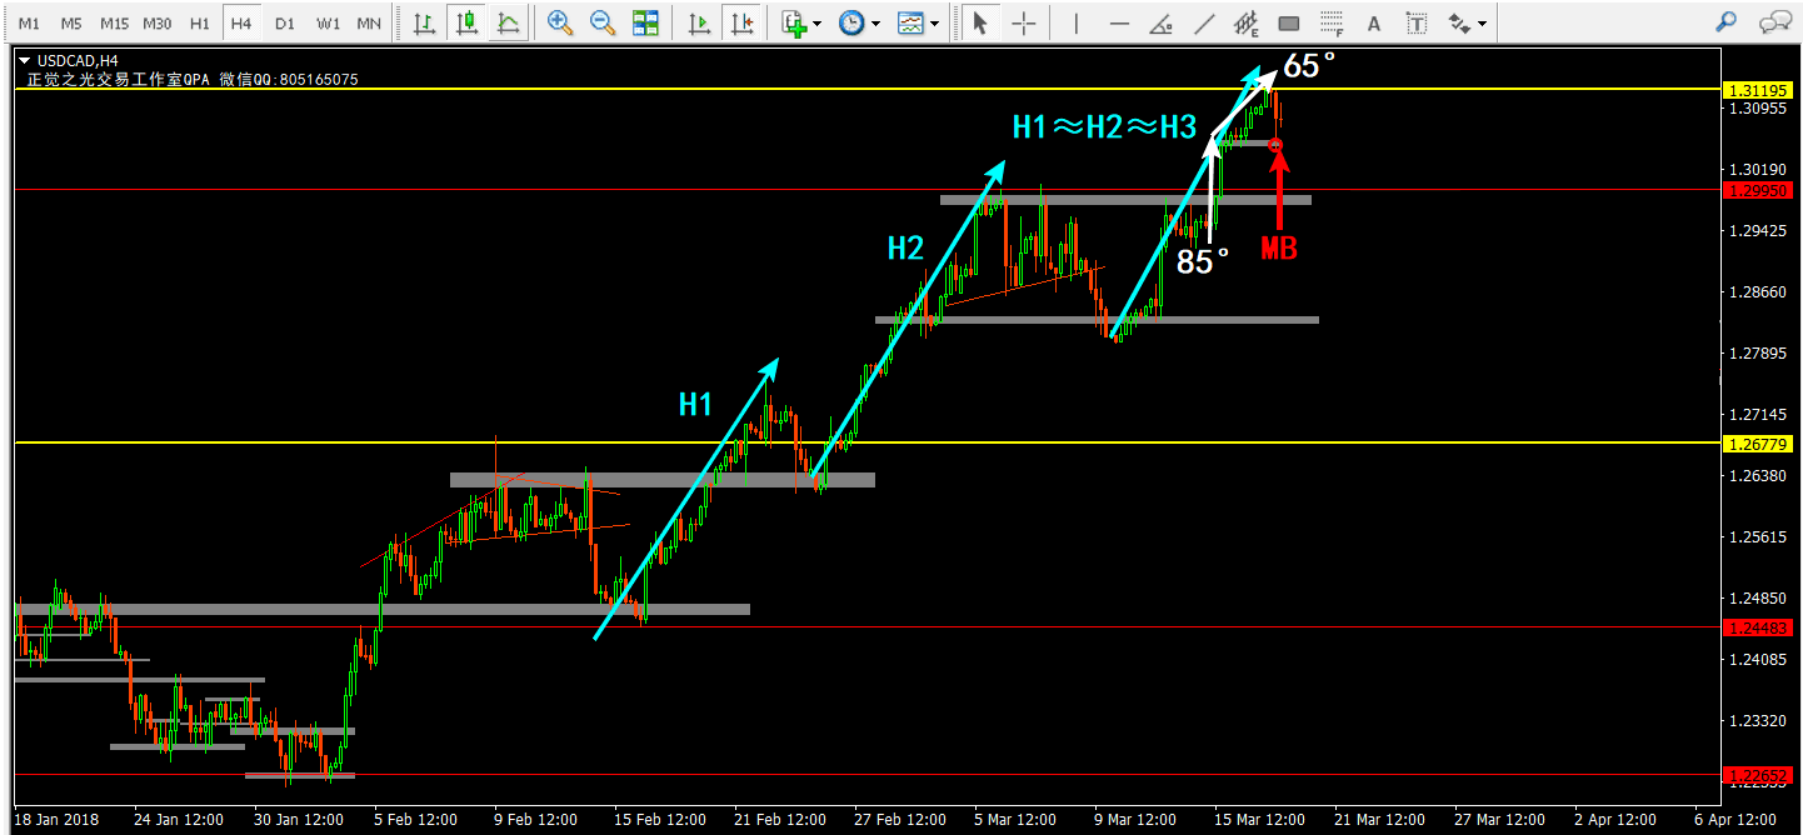 M1 M5 M15 M30 H1 H4 D1 W1 MN E F A T
USDCAD,H4
正觉之光交易工作室QPA 微信QQ:805165075
65°
1.31195
1.30955
H1≈H2≈H3
1.30190
1.29950
H2
85°
MB
1.29425
1.28660
1.27895
H1
1.27145
1.26779
1.26380
1.25615
1.24850
1.24483
1.24085
1.23320
1.22652
18 Jan 2018 24 Jan 12:00 30 Jan 12:00 5 Feb 12:00 9 Feb 12:00 15 Feb 12:00 21 Feb 12:00 27 Feb 12:00 5 Mar 12:00 9 Mar 12:00 15 Mar 12:00 21 Mar 12:00 27 Mar 12:00 2 Apr 12:00 6 Apr 12:00